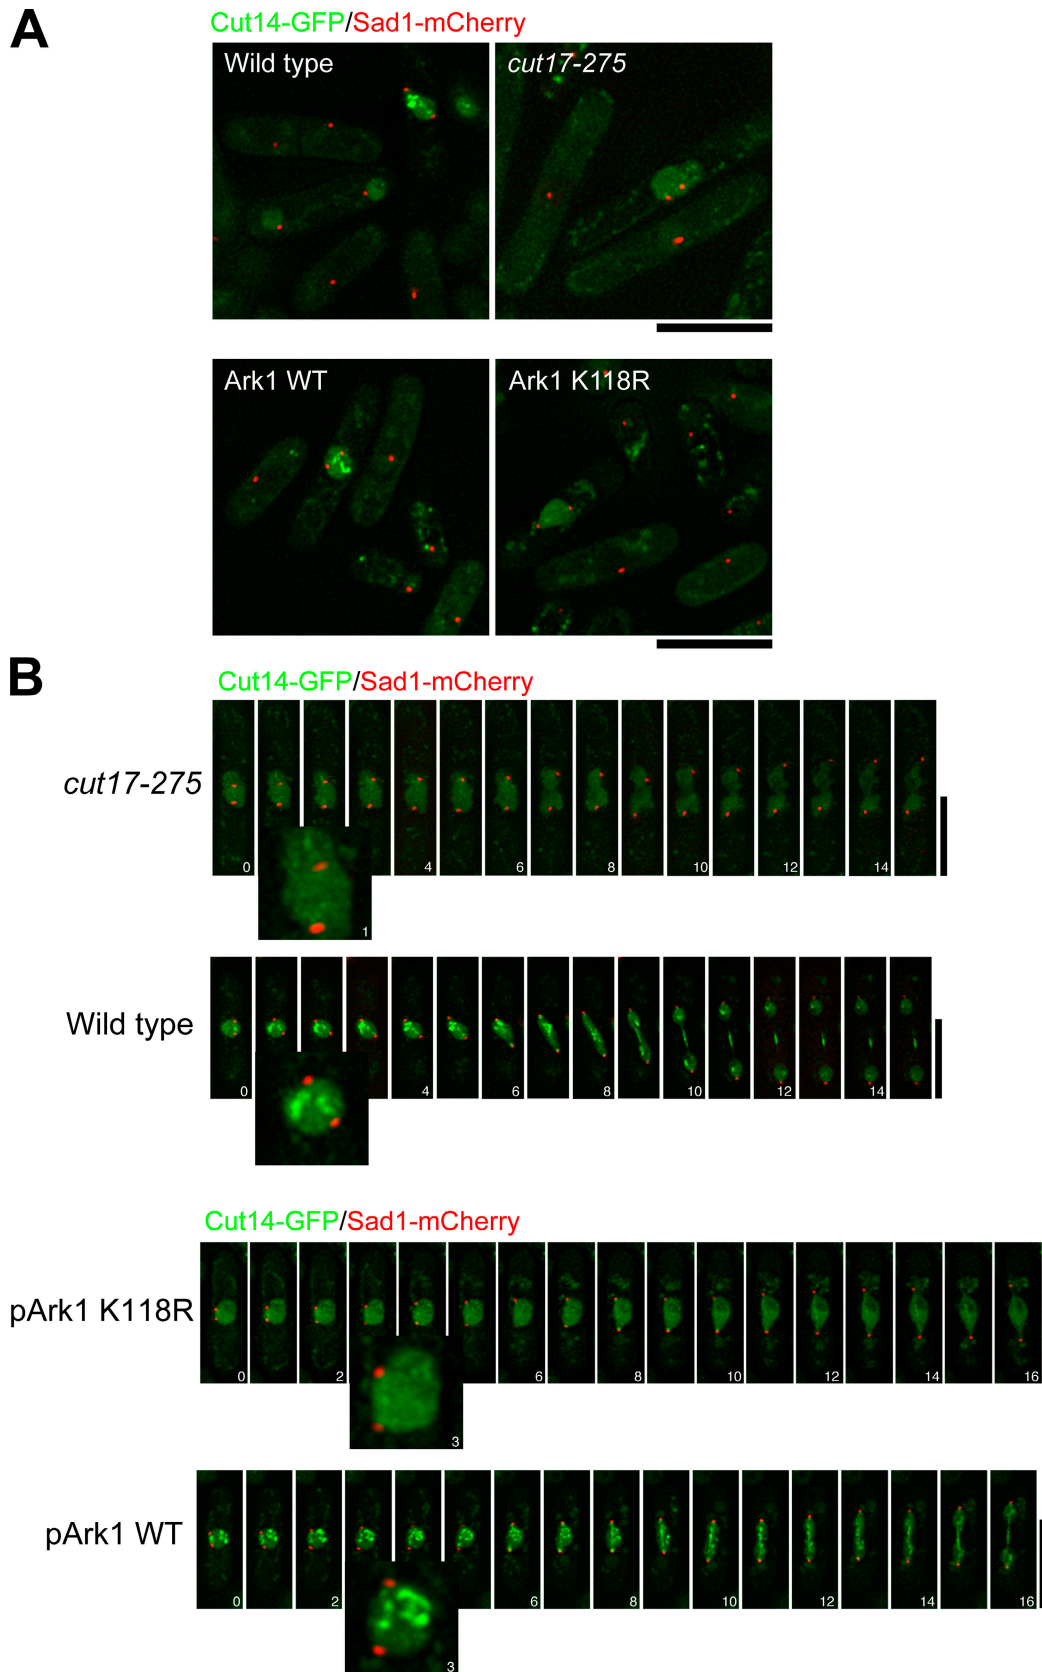 A
Cut14-GFP/Sad1-mCherry
Wild type
cut17-275
Ark1 WT
Ark1 K118R
B
Cut14-GFP/Sad1-mCherry
cut17-275
0 4 6 8 10 12 14
1
Wild type
0 4 6 8 10 12 14
Cut14-GFP/Sad1-mCherry
pArk1 K118R
0 2 6 8 10 12 14 16
3
pArk1 WT
0 2 6 8 10 12 14 16
3